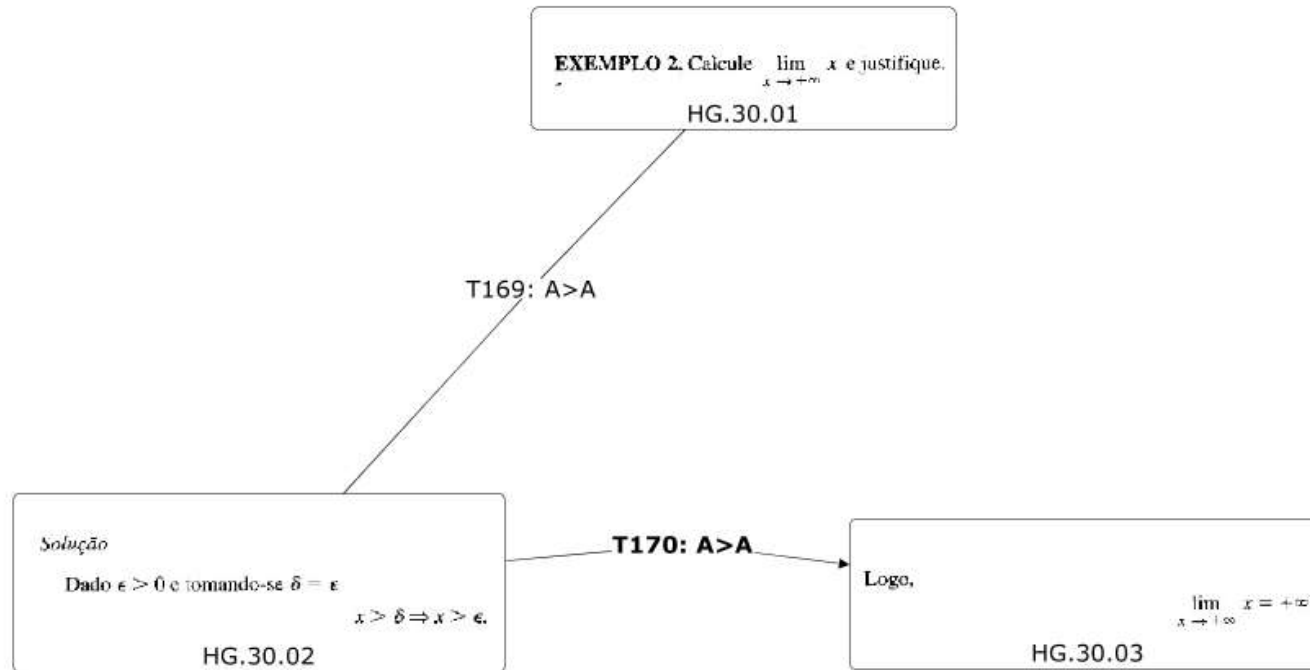 EXEMPLO 2. Calcule lim x e justifique.
x → +∞
HG.30.01
T169: A>A
Solução
Dado ϵ > 0 e tomando-se δ = ϵ
x > δ ⇒ x > ϵ.
HG.30.02
T170: A>A
Logo,
lim x = +∞
x → +∞
HG.30.03